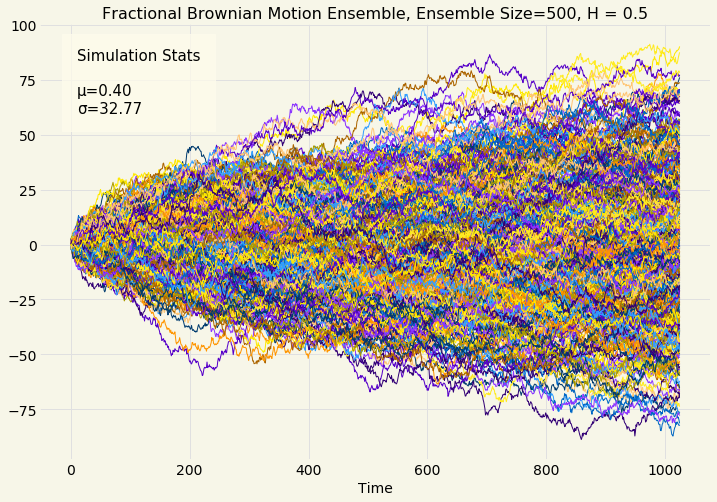 Fractional Brownian Motion Ensemble, Ensemble Size=500, H = 0.5
100
75
50
25
0
−25
−50
−75
Simulation Stats
μ=0.40
σ=32.77
0
200
400
600
800
1000
Time